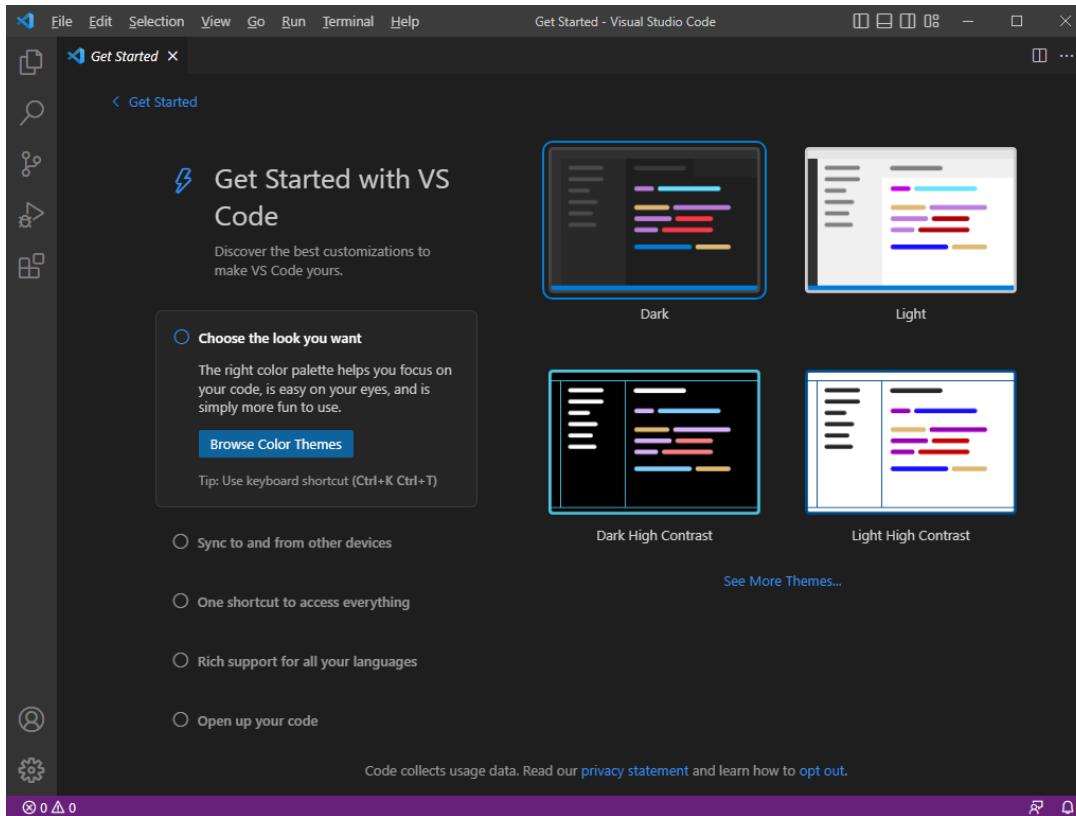 File Edit Selection View Go Run Terminal Help
Get Started - Visual Studio Code
Get Started
Get Started
Get Started with VS
Code
Discover the best customizations to
make VS Code yours.
Choose the look you want
The right color palette helps you focus on
your code, is easy on your eyes, and is
simply more fun to use.
Browse Color Themes
Tip: Use keyboard shortcut (Ctrl+K Ctrl+T)
Sync to and from other devices
One shortcut to access everything
Rich support for all your languages
Open up your code
Dark
Light
Dark High Contrast
Light High Contrast
See More Themes...
Code collects usage data. Read our privacy statement and learn how to opt out.
0 0